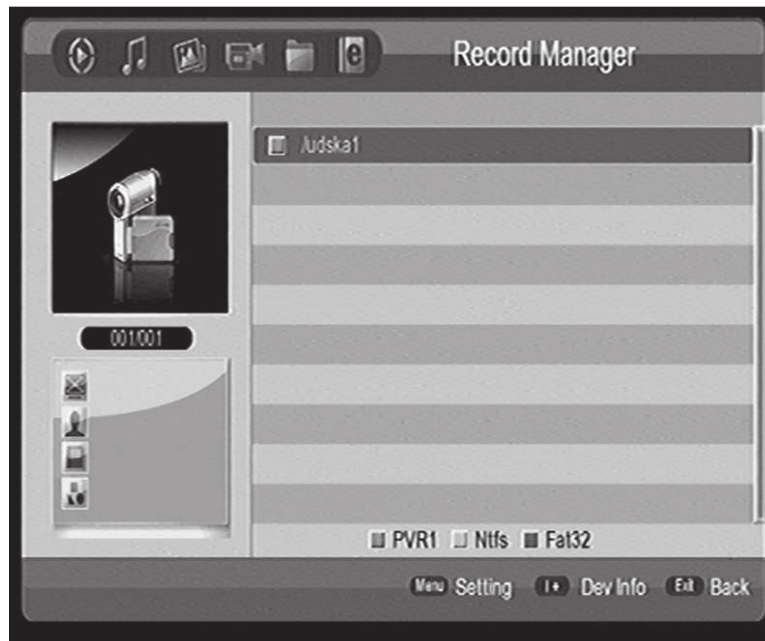 Record Manager
/udska1
001/001
PVR1 Ntfs Fat32
Menu Setting i+ Dev Info Exit Back